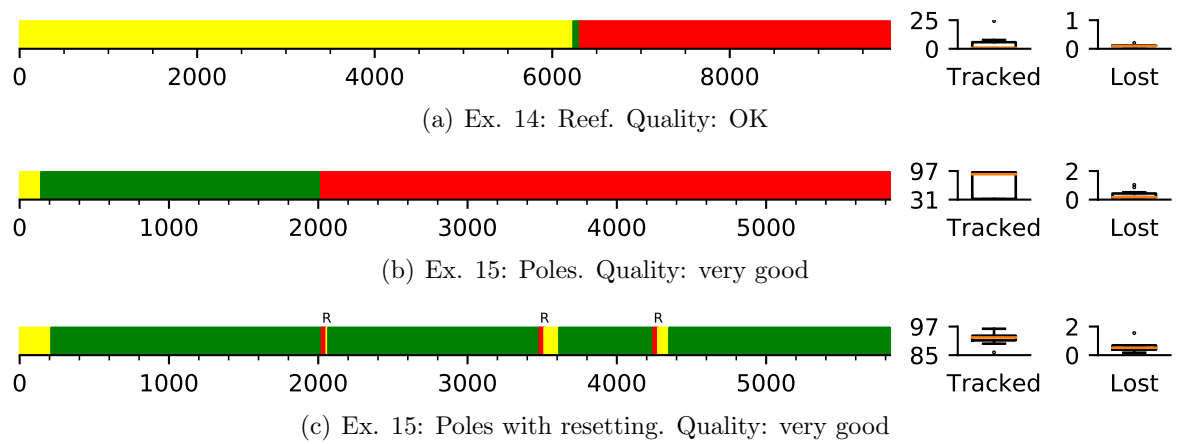 25
0
1
0
0 2000 4000 6000 8000
Tracked Lost
(a) Ex. 14: Reef. Quality: OK
97
31
2
0
0 1000 2000 3000 4000 5000
Tracked Lost
(b) Ex. 15: Poles. Quality: very good
R R R
97
85
2
0
0 1000 2000 3000 4000 5000
Tracked Lost
(c) Ex. 15: Poles with resetting. Quality: very good